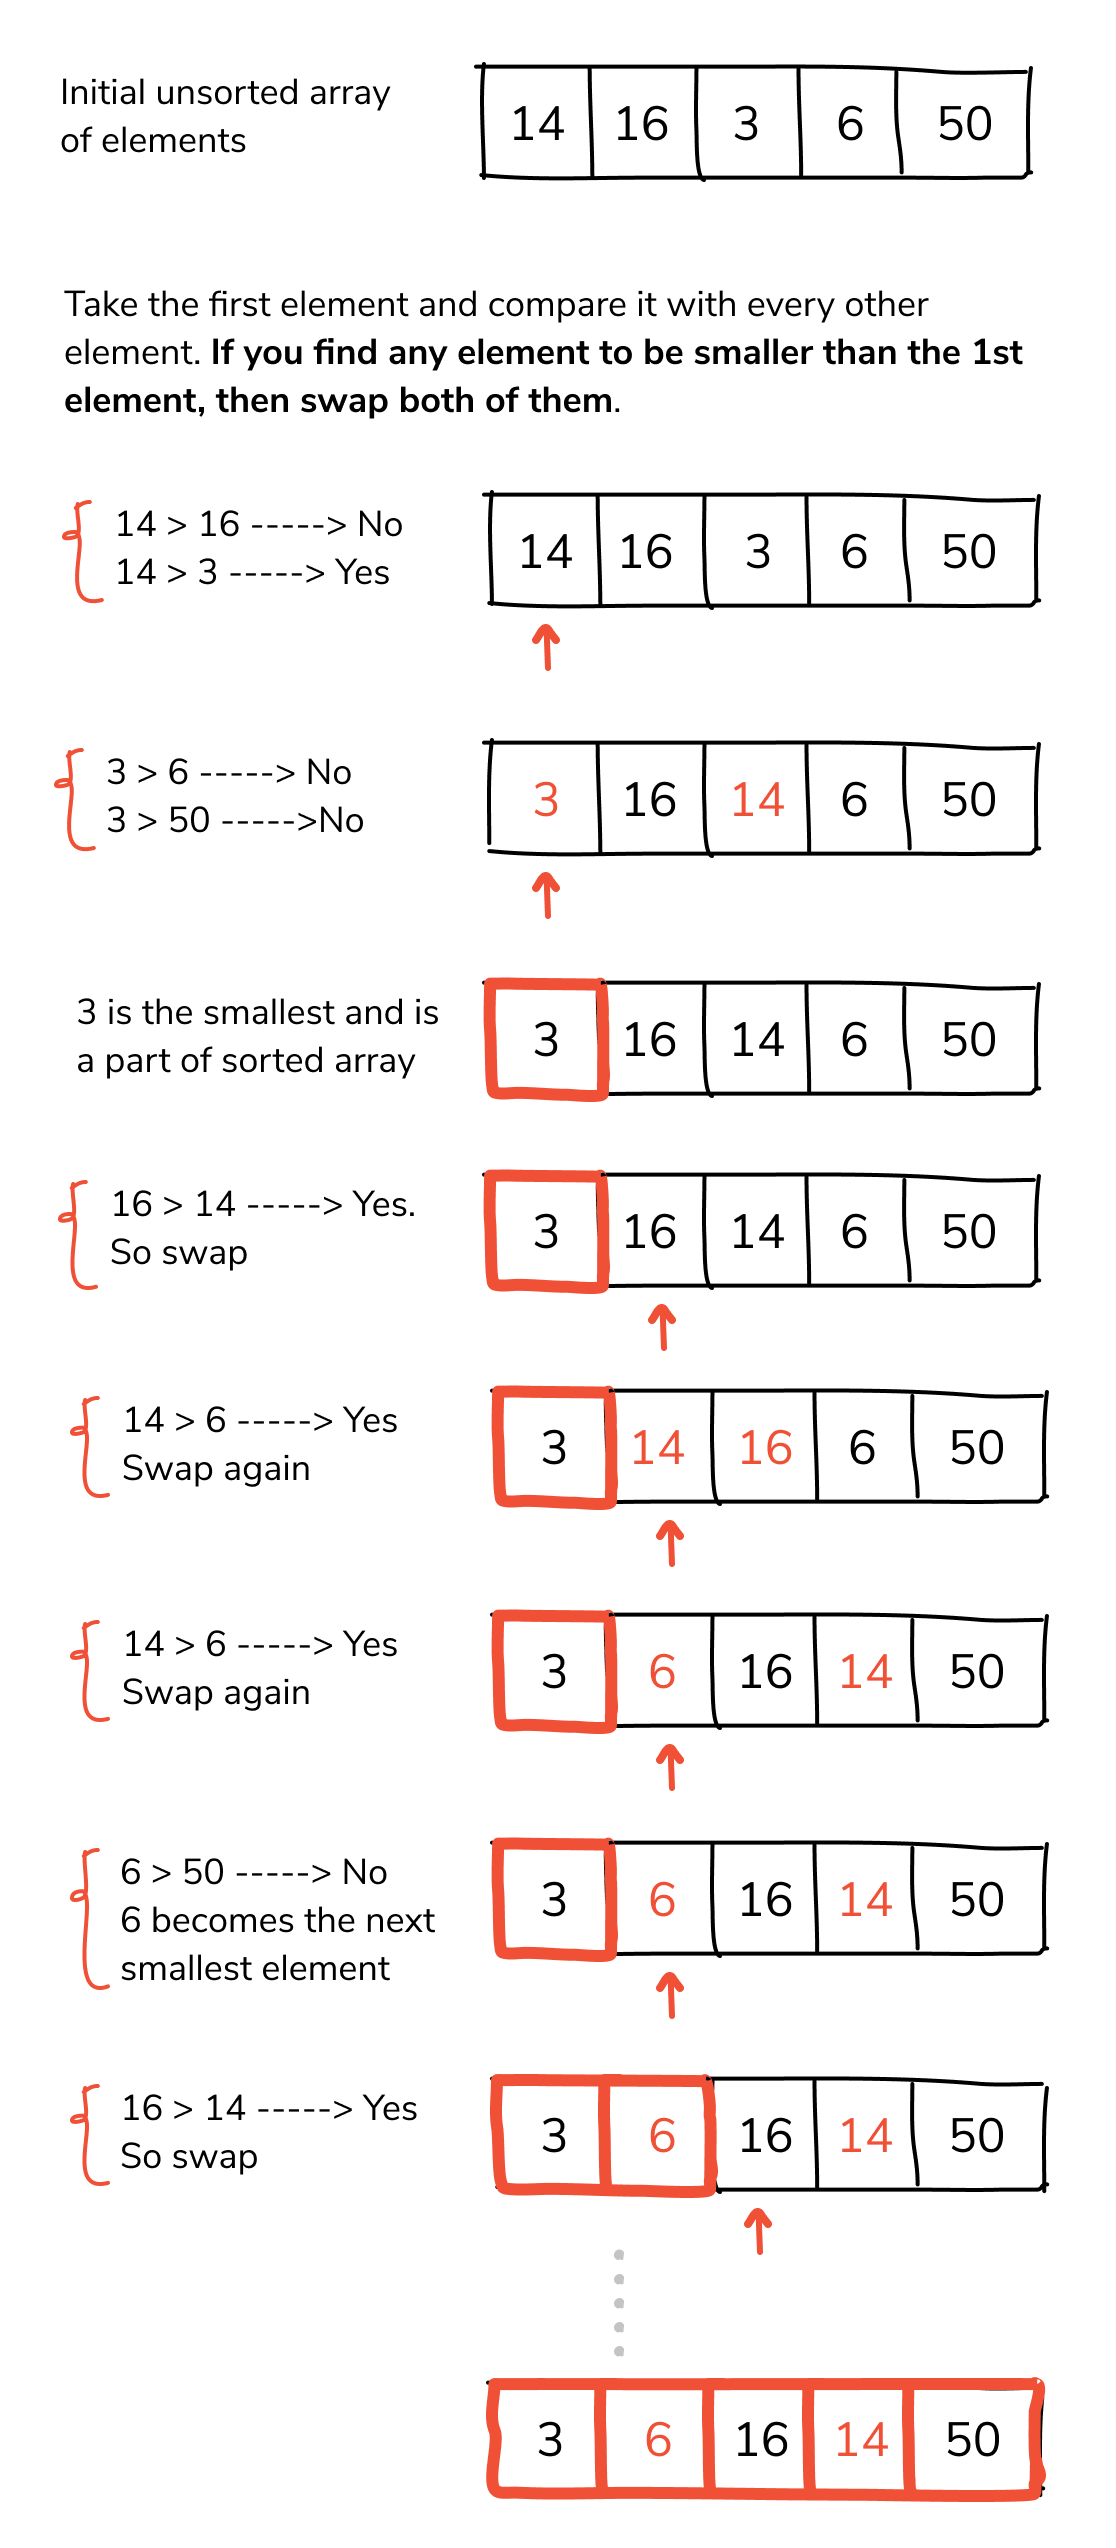 Initial unsorted array
of elements
14 16 3 6 50
Take the first element and compare it with every other
element. If you find any element to be smaller than the 1st
element, then swap both of them.
14 > 16 -----> No
14 > 3 -----> Yes
14 16 3 6 50
3 > 6 -----> No
3 > 50 ----->No
3 16 14 6 50
3 is the smallest and is
a part of sorted array
3 16 14 6 50
16 > 14 -----> Yes.
So swap
3 16 14 6 50
14 > 6 -----> Yes
Swap again
3 14 16 6 50
14 > 6 -----> Yes
Swap again
3 6 16 14 50
6 > 50 -----> No
6 becomes the next
smallest element
3 6 16 14 50
16 > 14 -----> Yes
So swap
3 6 16 14 50
3 6 16 14 50